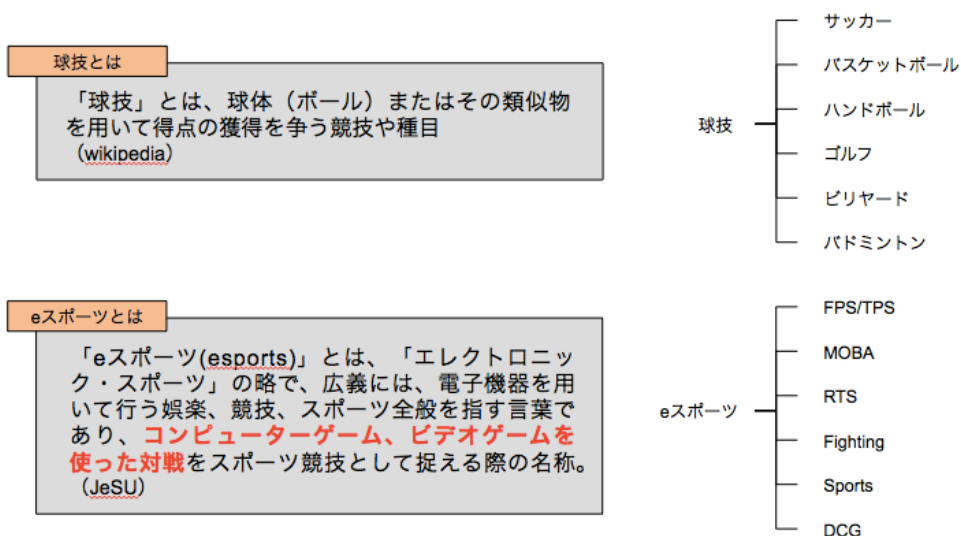 球技とは
「球技」とは、球体（ボール）またはその類似物
を用いて得点の獲得を争う競技や種目
（wikipedia）
球技
サッカー
バスケットボール
ハンドボール
ゴルフ
ビリヤード
バドミントン
eスポーツとは
「eスポーツ(esports)」とは、「エレクトロニッ
ク・スポーツ」の略で、広義には、電子機器を用
いて行う娯楽、競技、スポーツ全般を指す言葉で
あり、コンピューターゲーム、ビデオゲームを
使った対戦をスポーツ競技として捉える際の名称。
（JeSU）
eスポーツ
FPS/TPS
MOBA
RTS
Fighting
Sports
DCG